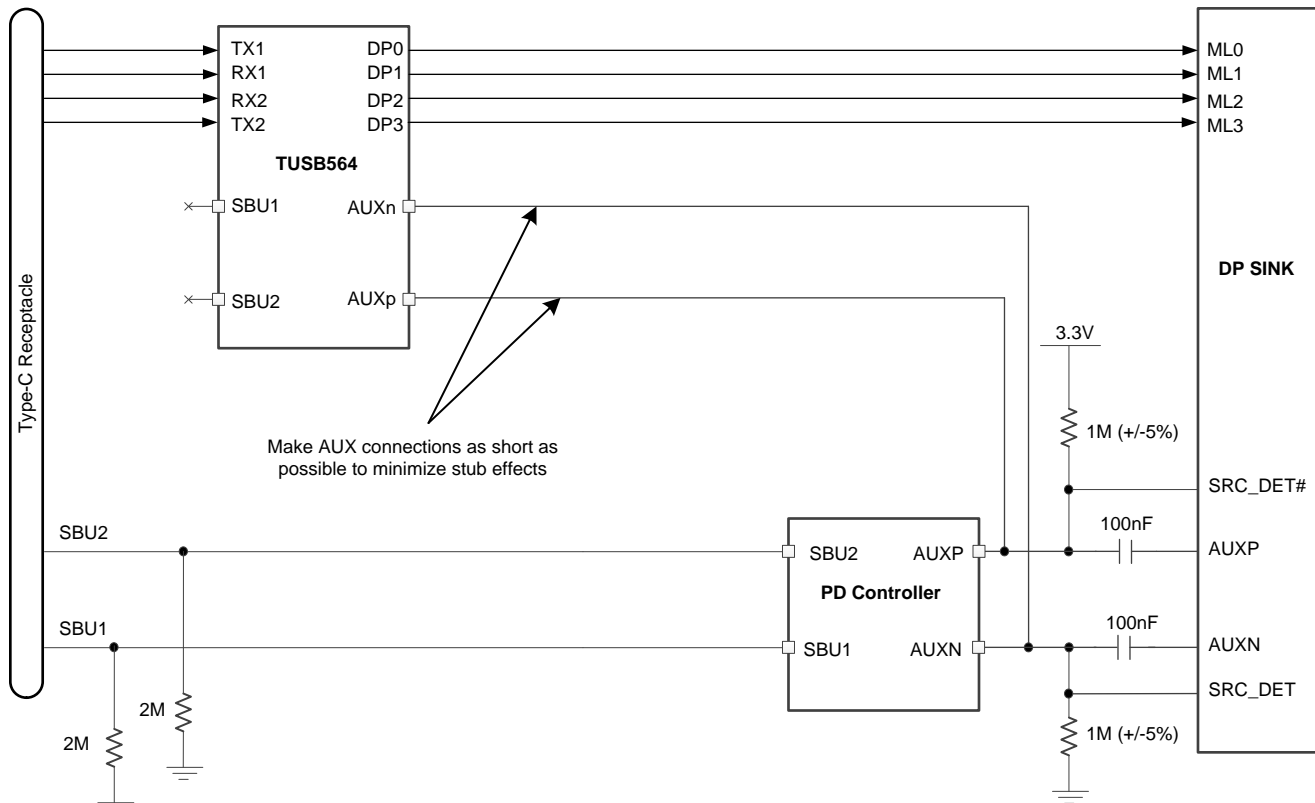 TX1
RX1
RX2
TX2
DP0
DP1
DP2
DP3
TUSB564
SBU1
SBU2
AUXn
AUXp
ML0
ML1
ML2
ML3
DP SINK
Type-C Receptacle
Make AUX connections as short as
possible to minimize stub effects
3.3V
1M (+/-5%)
SRC_DET#
100nF
AUXP
SBU2
SBU2
AUXP
PD Controller
SBU1
SBU1
AUXN
100nF
AUXN
SRC_DET
1M (+/-5%)
2M
2M